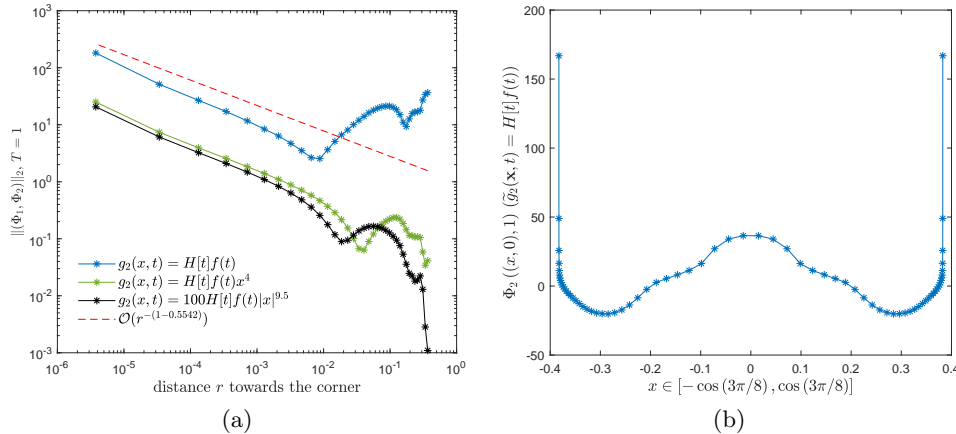 10^3
10^2
10^1
10^0
10^-1
10^-2
10^-3
10^-6 10^-5 10^-4 10^-3 10^-2 10^-1 10^0
||(Φ₁, Φ₂)||₂, T = 1
g₂(x, t) = H[t]f(t)
g₂(x, t) = H[t]f(t)x⁴
g₂(x, t) = 100H[t]f(t)|x|^9.5
O(r^−(1−0.5542))
distance r towards the corner
(a)
200
150
100
50
0
-50
-0.4 -0.3 -0.2 -0.1 0 0.1 0.2 0.3 0.4
Φ₂ (((x, 0)), 1) (g̃₂(𝐱, t) = H[t]f(t))
x ∈ [− cos (3π/8) , cos (3π/8)]
(b)